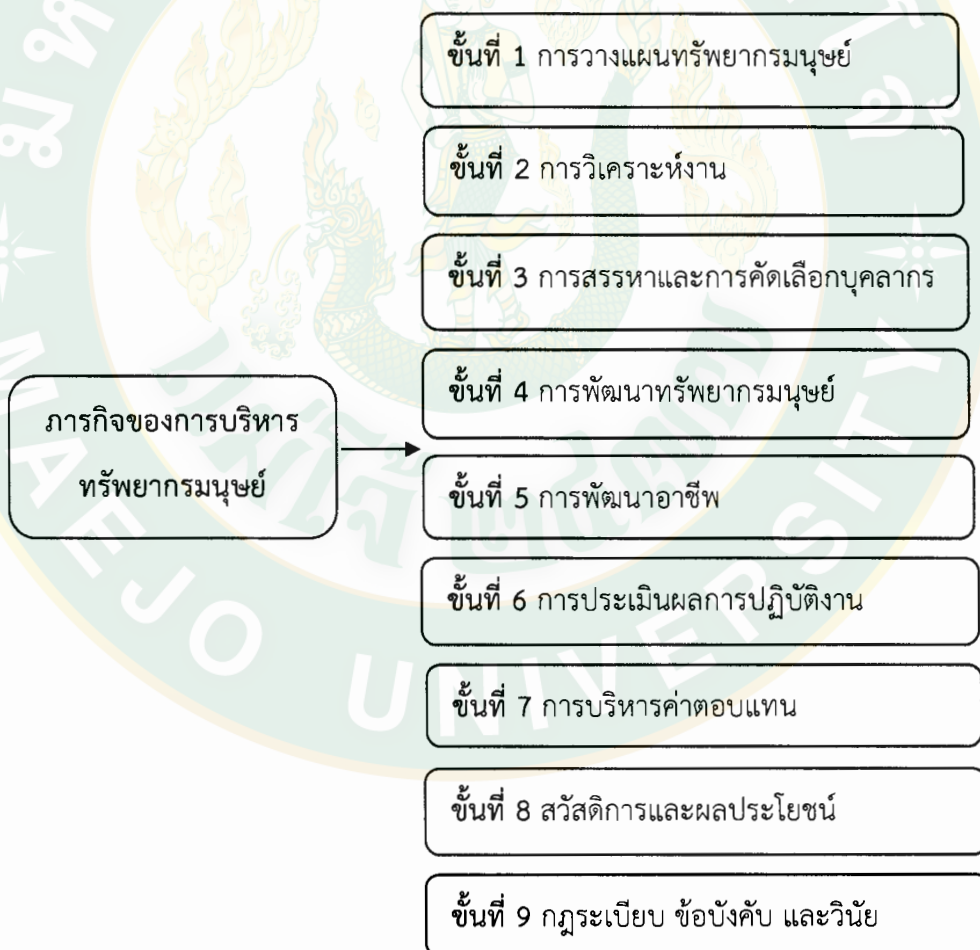 ขั้นที่ 1 การวางแผนทรัพยากรมนุษย์
ขั้นที่ 2 การวิเคราะห์งาน
ขั้นที่ 3 การสรรหาและการคัดเลือกบุคลากร
ภารกิจของการบริหาร
ทรัพยากรมนุษย์
ขั้นที่ 4 การพัฒนาทรัพยากรมนุษย์
ขั้นที่ 5 การพัฒนาอาชีพ
ขั้นที่ 6 การประเมินผลการปฏิบัติงาน
ขั้นที่ 7 การบริหารค่าตอบแทน
ขั้นที่ 8 สวัสดิการและผลประโยชน์
ขั้นที่ 9 กฎระเบียบ ข้อบังคับ และวินัย
MAEJO UNIVERSITY